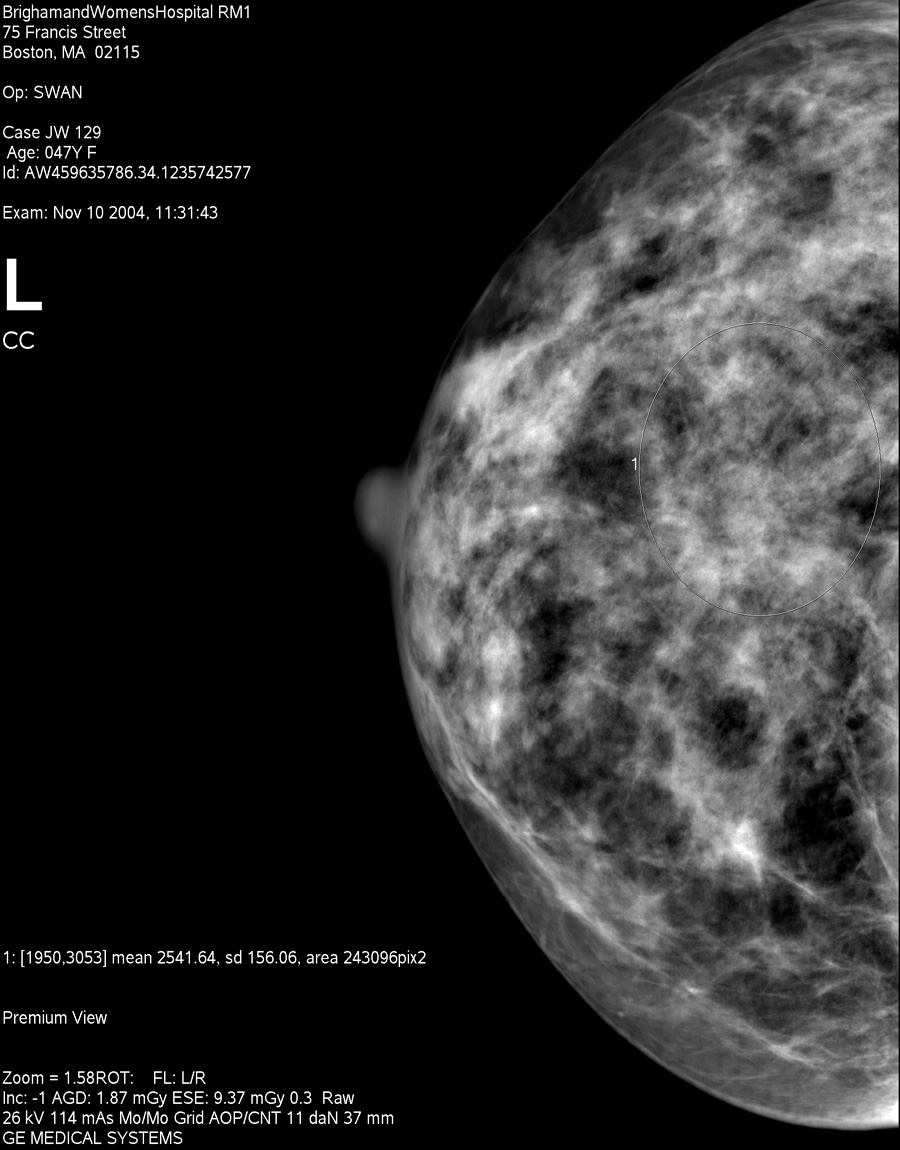 BrighamandWomensHospital RM1
75 Francis Street
Boston, MA 02115
Op: SWAN
Case JW 129
Age: 047Y F
Id: AW459635786.34.1235742577
Exam: Nov 10 2004, 11:31:43
L
CC
1
1: [1950,3053] mean 2541.64, sd 156.06, area 243096pix2
Premium View
Zoom = 1.58ROT: FL: L/R
Inc: -1 AGD: 1.87 mGy ESE: 9.37 mGy 0.3 Raw
26 kV 114 mAs Mo/Mo Grid AOP/CNT 11 daN 37 mm
GE MEDICAL SYSTEMS